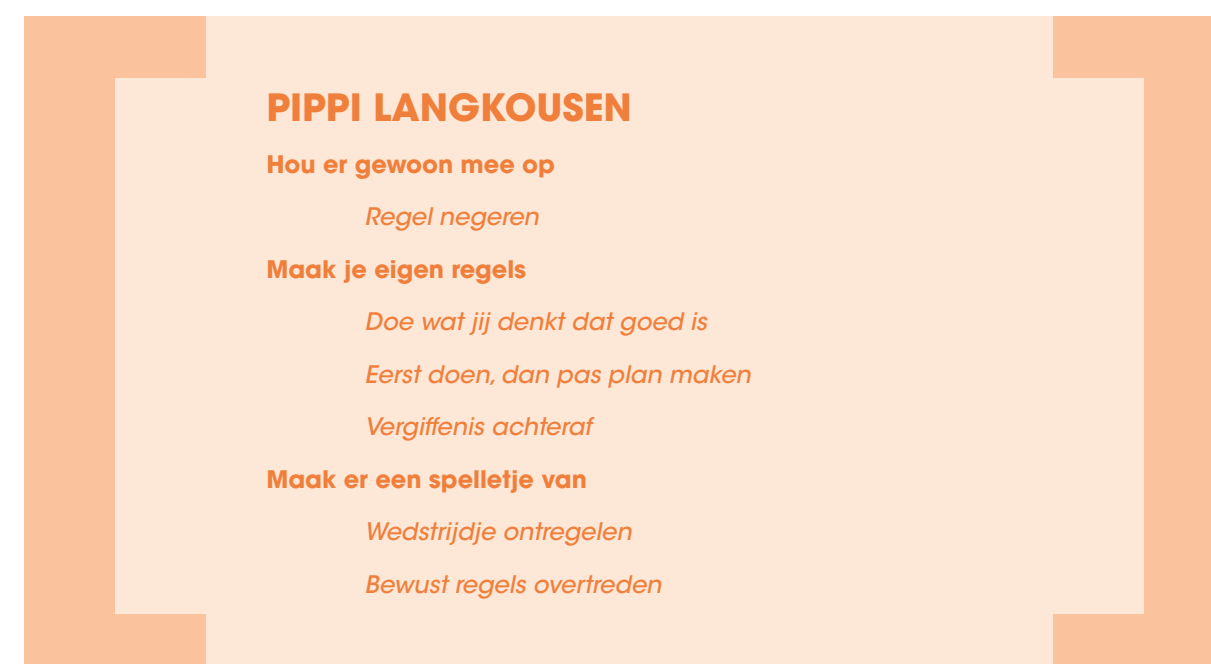 PIPPI LANGKOUSEN
Hou er gewoon mee op
Regel negeren
Maak je eigen regels
Doe wat jij denkt dat goed is
Eerst doen, dan pas plan maken
Vergiffenis achteraf
Maak er een spelletje van
Wedstrijdje ontregelen
Bewust regels overtreden